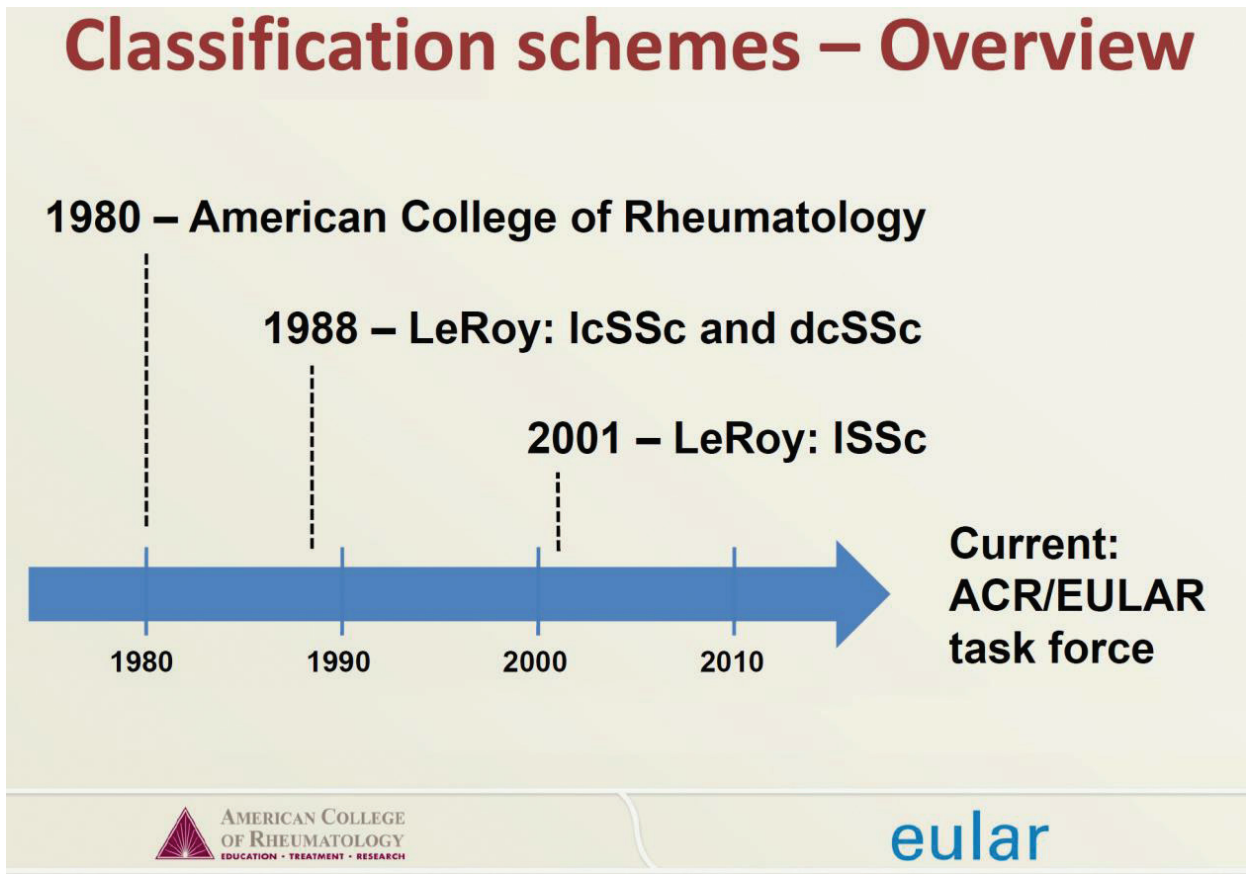 Classification schemes – Overview
1980 – American College of Rheumatology
1988 – LeRoy: lcSSc and dcSSc
2001 – LeRoy: lSSc
Current:
ACR/EULAR
task force
1980 1990 2000 2010
AMERICAN COLLEGE
OF RHEUMATOLOGY
EDUCATION • TREATMENT • RESEARCH
eular